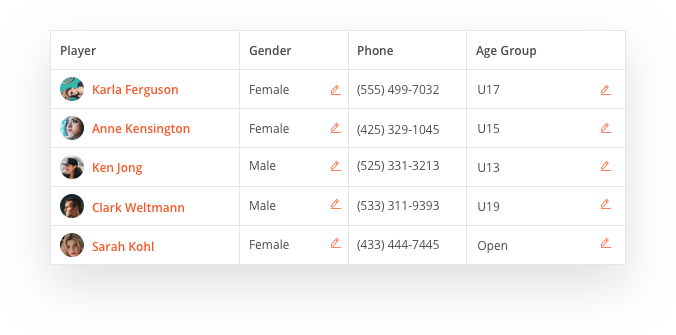 Player Gender Phone Age Group
Karla Ferguson Female (555) 499-7032 U17
Anne Kensington Female (425) 329-1045 U15
Ken Jong Male (525) 331-3213 U13
Clark Weltmann Male (533) 311-9393 U19
Sarah Kohl Female (433) 444-7445 Open